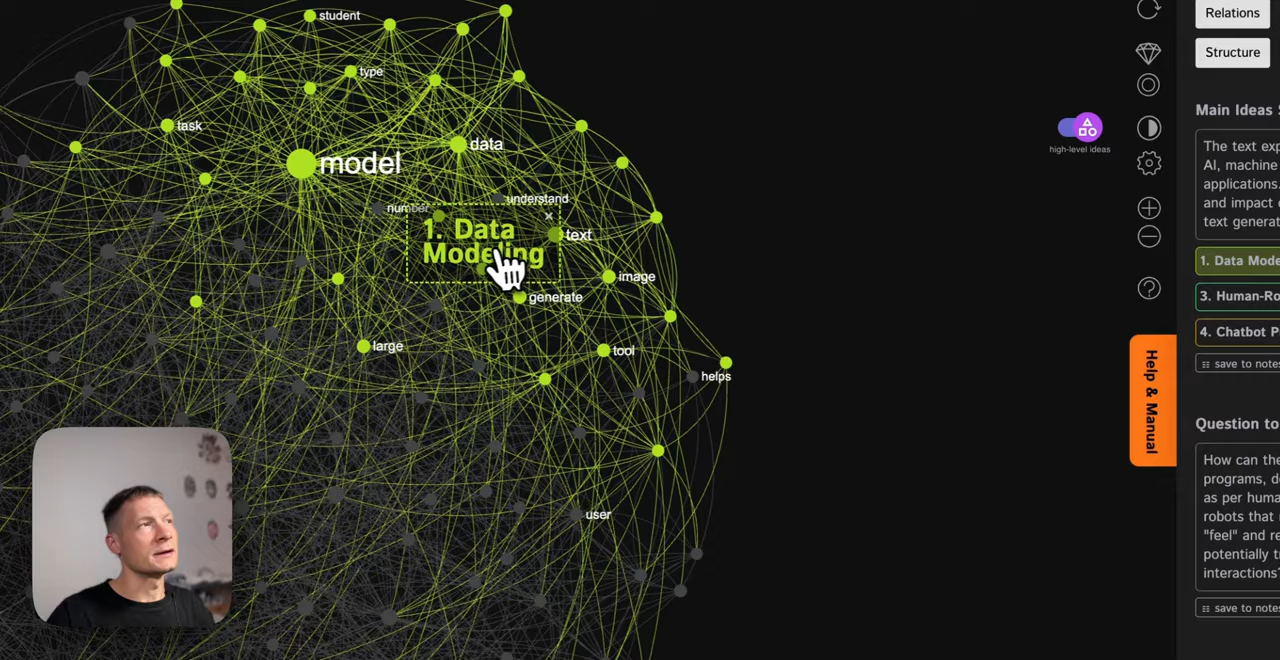 student
type
task
data
model
understand
number
1. Data
Modeling
text
image
generate
large
tool
helps
user
high-level ideas
Help & Manual
Relations
Structure
Main Ideas
The text exp
AI, machine
applications.
and impact
text generat
1. Data Mode
3. Human-Ro
4. Chatbot P
save to notes
Question to
How can the
programs, d
as per huma
robots that
"feel" and re
potentially t
interactions?
save to notes